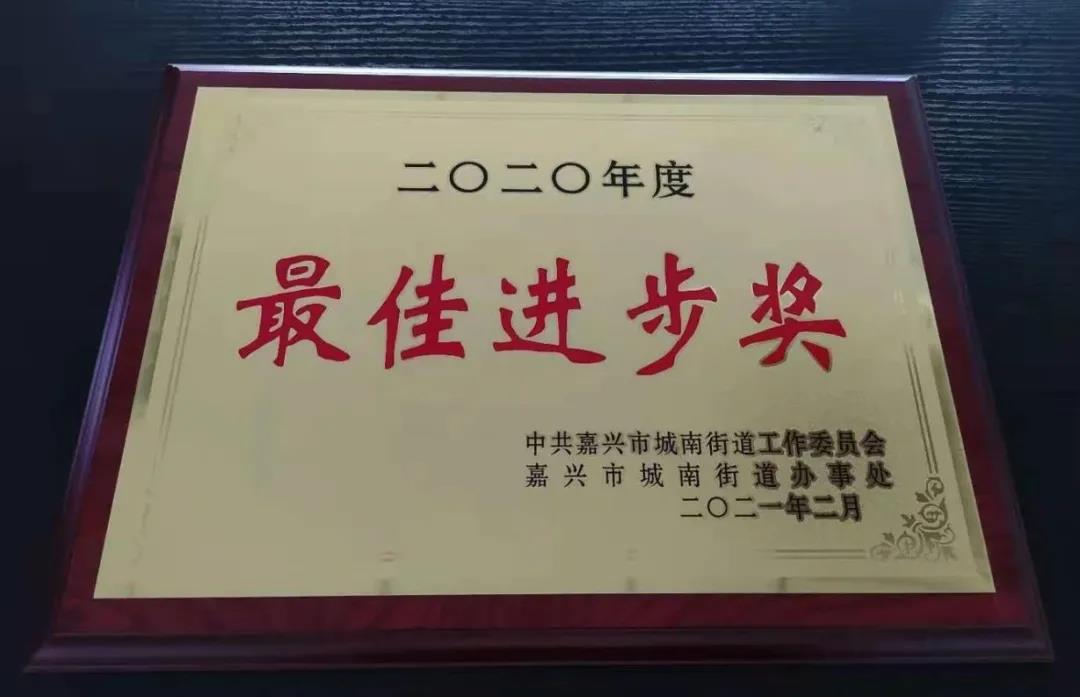 二〇二〇年度
最佳进步奖
中共嘉兴市城南街道工作委员会
嘉兴市城南街道办事处
二〇二一年二月